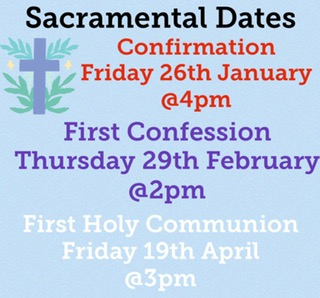 Sacramental Dates
Confirmation
Friday 26th January
@4pm
First Confession
Thursday 29th February
@2pm
First Holy Communion
Friday 19th April
@3pm